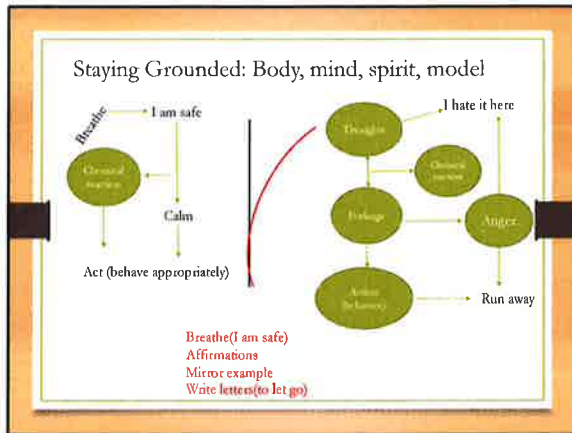 Staying Grounded: Body, mind, spirit, model
Breathe
I am safe
Chemical
reaction
Calm
Act (behave appropriately)
Thoughts
I hate it here
Chemical
reaction
Feelings
Anger
Action
(behavior)
Run away
Breathe(I am safe)
Affirmations
Mirror example
Write letters(to let go)